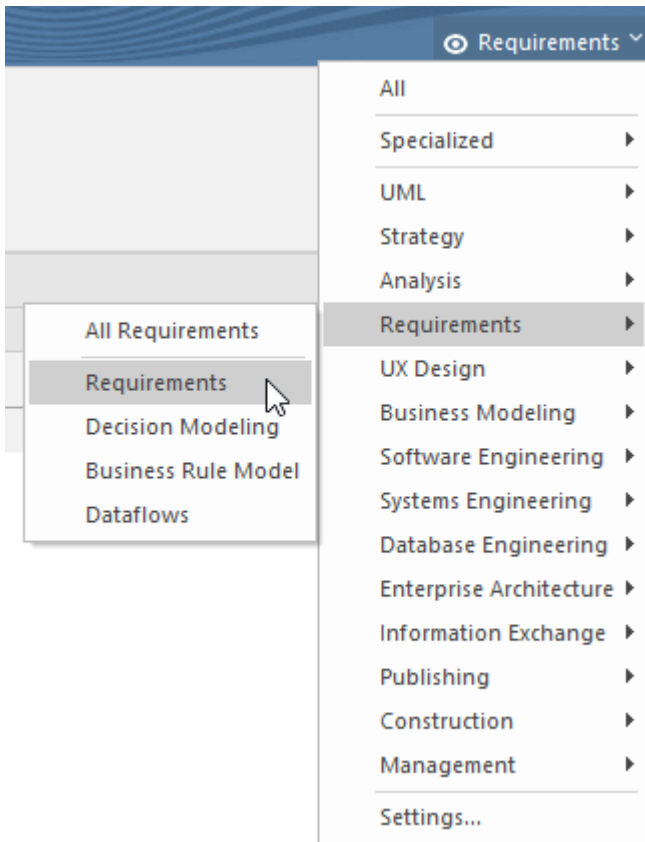 Requirements
All
Specialized
UML
Strategy
Analysis
Requirements
UX Design
Business Modeling
Software Engineering
Systems Engineering
Database Engineering
Enterprise Architecture
Information Exchange
Publishing
Construction
Management
Settings...
All Requirements
Requirements
Decision Modeling
Business Rule Model
Dataflows